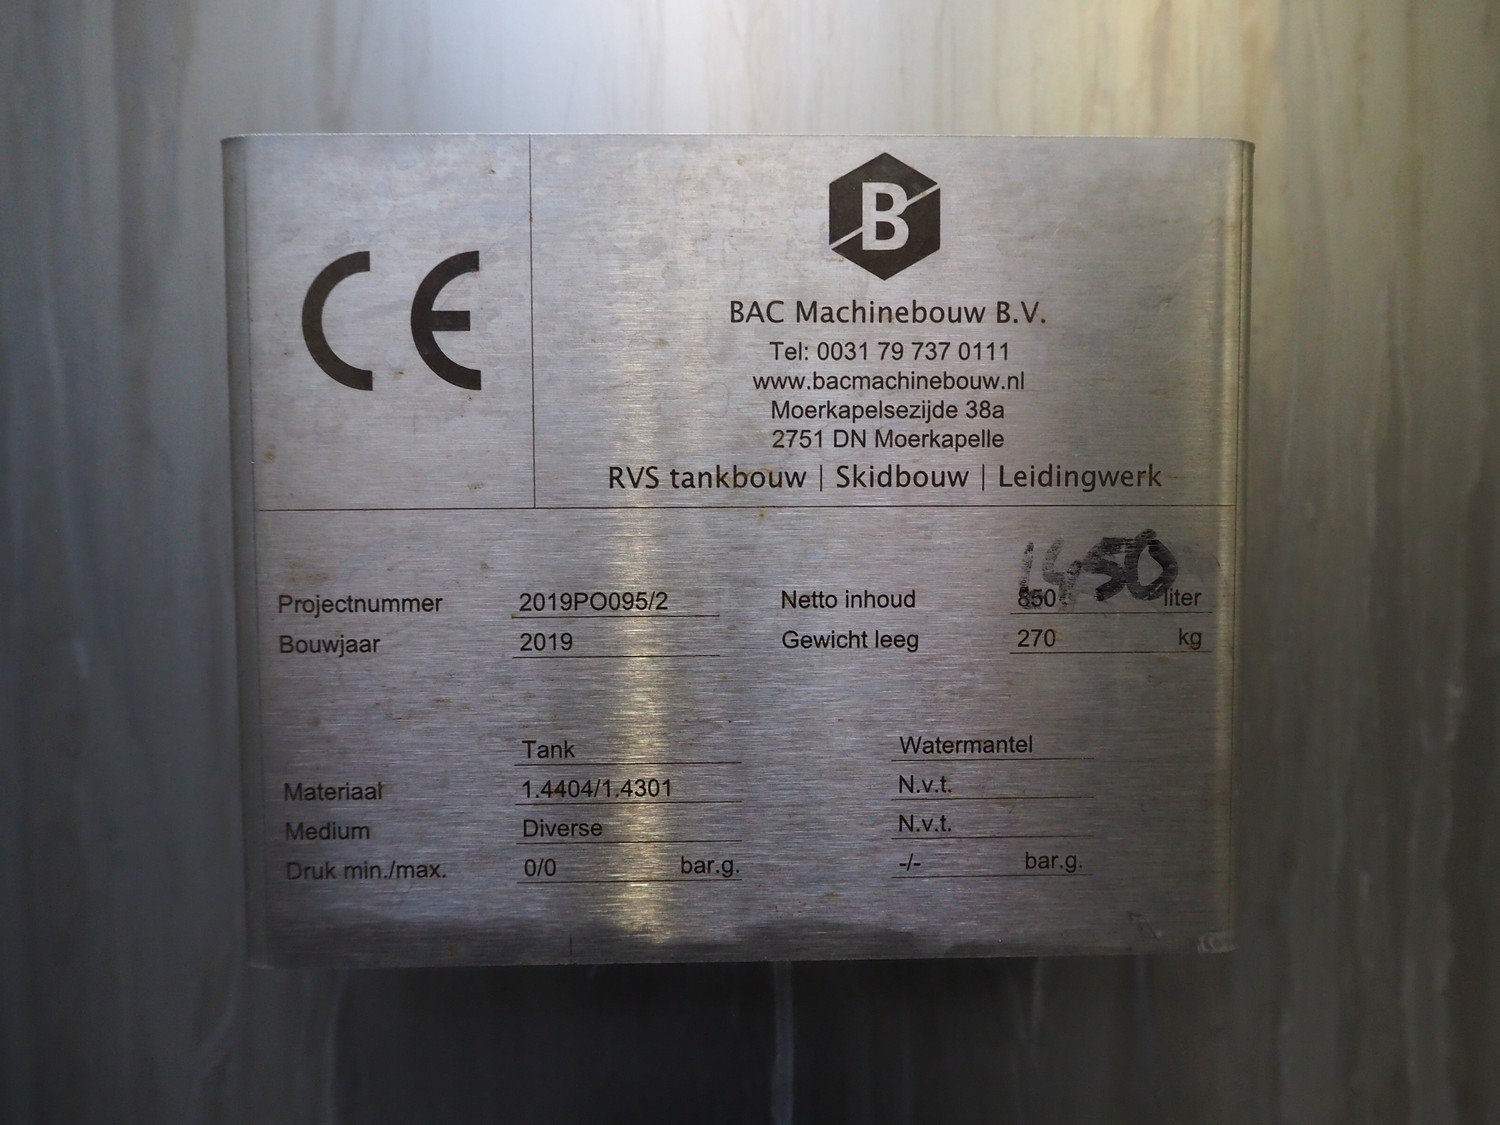 CE
B
BAC Machinebouw B.V.
Tel: 0031 79 737 0111
www.bacmachinebouw.nl
Moerkapelsezijde 38a
2751 DN Moerkapelle
RVS tankbouw | Skidbouw | Leidingwerk
1450
Projectnummer 2019PO095/2 Netto inhoud 850 liter
Bouwjaar 2019 Gewicht leeg 270 kg
Tank Watermantel
Materiaal 1.4404/1.4301 N.v.t.
Medium Diverse N.v.t.
Druk min./max. 0/0 bar.g. -/- bar.g.